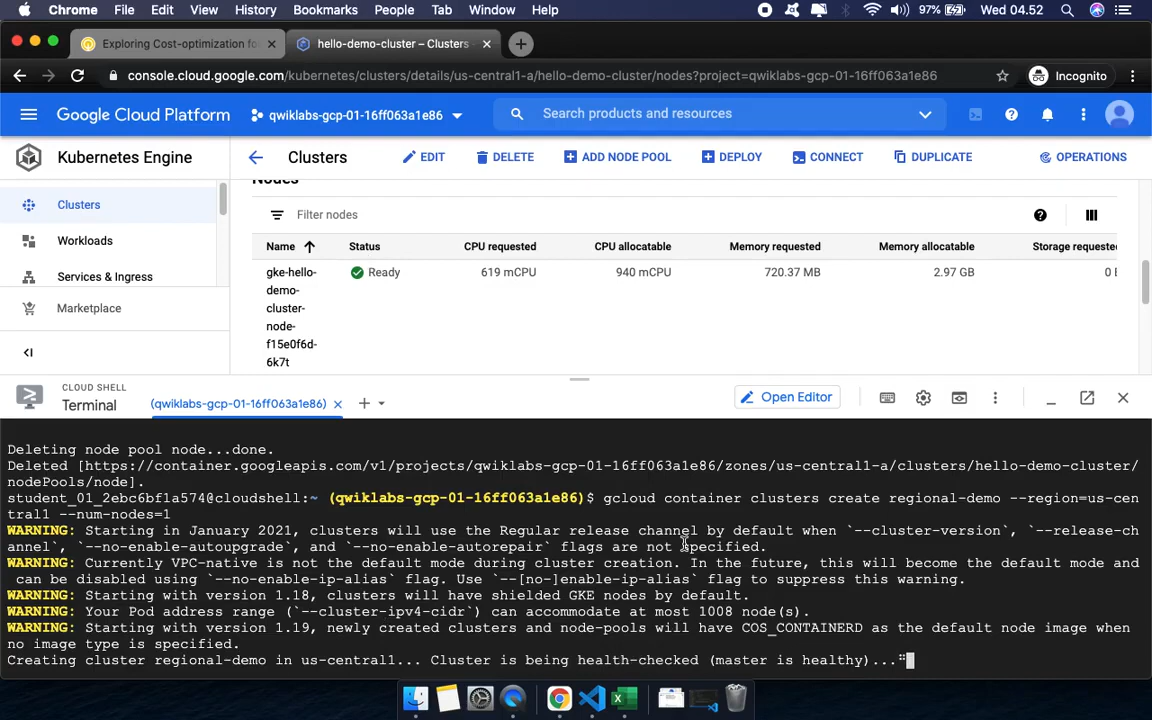 Chrome File Edit View History Bookmarks People Tab Window Help 97% Wed 04.52
Exploring Cost-optimization fo
hello-demo-cluster – Clusters
console.cloud.google.com/kubernetes/clusters/details/us-central1-a/hello-demo-cluster/nodes?project=qwiklabs-gcp-01-16ff063a1e86
Incognito
Google Cloud Platform
qwiklabs-gcp-01-16ff063a1e86
Search products and resources
Kubernetes Engine
Clusters
EDIT
DELETE
ADD NODE POOL
DEPLOY
CONNECT
DUPLICATE
OPERATIONS
Clusters
Workloads
Services & Ingress
Marketplace
Nodes
Filter nodes
Name Status CPU requested CPU allocatable Memory requested Memory allocatable Storage requeste
gke-hello- Ready 619 mCPU 940 mCPU 720.37 MB 2.97 GB 0 B
demo-
cluster-
node-
f15e0f6d-
6k7t
CLOUD SHELL
Terminal
(qwiklabs-gcp-01-16ff063a1e86)
Open Editor
Deleting node pool node...done.
Deleted [https://container.googleapis.com/v1/projects/qwiklabs-gcp-01-16ff063a1e86/zones/us-central1-a/clusters/hello-demo-cluster/
nodePools/node].
student_01_2ebc6bf1a574@cloudshell:~ (qwiklabs-gcp-01-16ff063a1e86)$ gcloud container clusters create regional-demo --region=us-cen
tral1 --num-nodes=1
WARNING: Starting in January 2021, clusters will use the Regular release channel by default when `--cluster-version`, `--release-ch
annel`, `--no-enable-autoupgrade`, and `--no-enable-autorepair` flags are not specified.
WARNING: Currently VPC-native is not the default mode during cluster creation. In the future, this will become the default mode and
can be disabled using `--no-enable-ip-alias` flag. Use `--[no-]enable-ip-alias` flag to suppress this warning.
WARNING: Starting with version 1.18, clusters will have shielded GKE nodes by default.
WARNING: Your Pod address range (`--cluster-ipv4-cidr`) can accommodate at most 1008 node(s).
WARNING: Starting with version 1.19, newly created clusters and node-pools will have COS_CONTAINERD as the default node image when
no image type is specified.
Creating cluster regional-demo in us-central1... Cluster is being health-checked (master is healthy)...